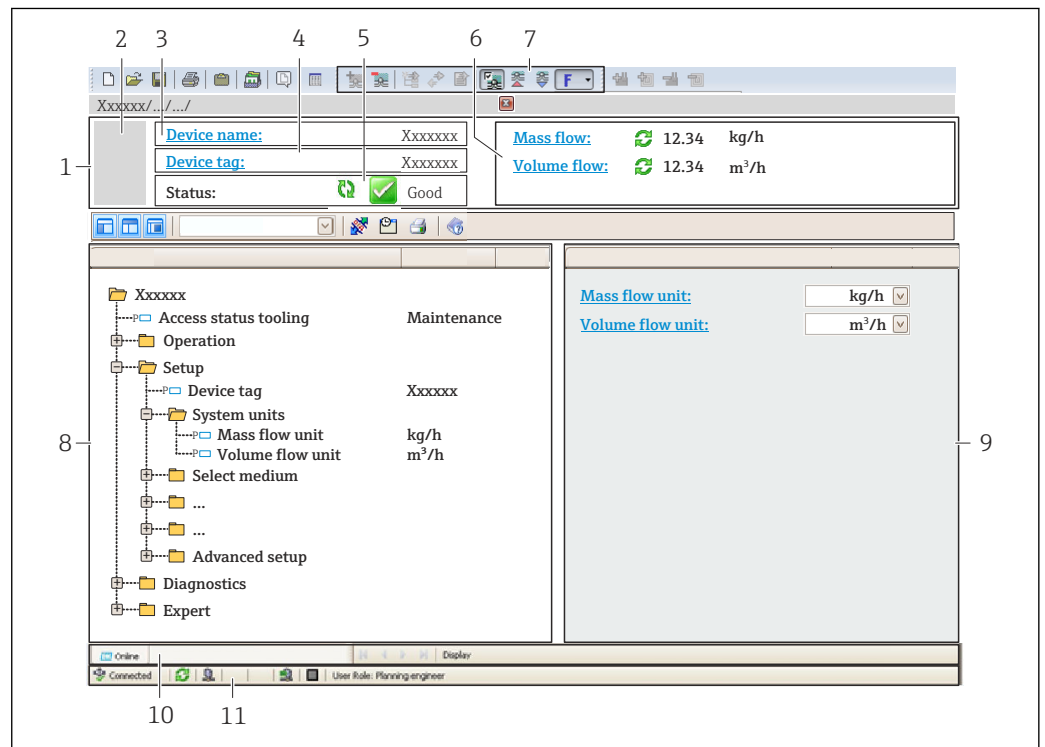 2 3 4 5 6 7
F
Xxxxxx/.../.../
1
Device name: Xxxxxxx
Device tag: Xxxxxxx
Status: Good
Mass flow: 12.34 kg/h
Volume flow: 12.34 m³/h
Xxxxxx
P Access status tooling Maintenance
Operation
Setup
P Device tag Xxxxxx
System units
P Mass flow unit kg/h
P Volume flow unit m³/h
Select medium
...
...
Advanced setup
Diagnostics
Expert
Mass flow unit: kg/h
Volume flow unit: m³/h
8
9
Online Display
Connected User Role: Planning engineer
10 11